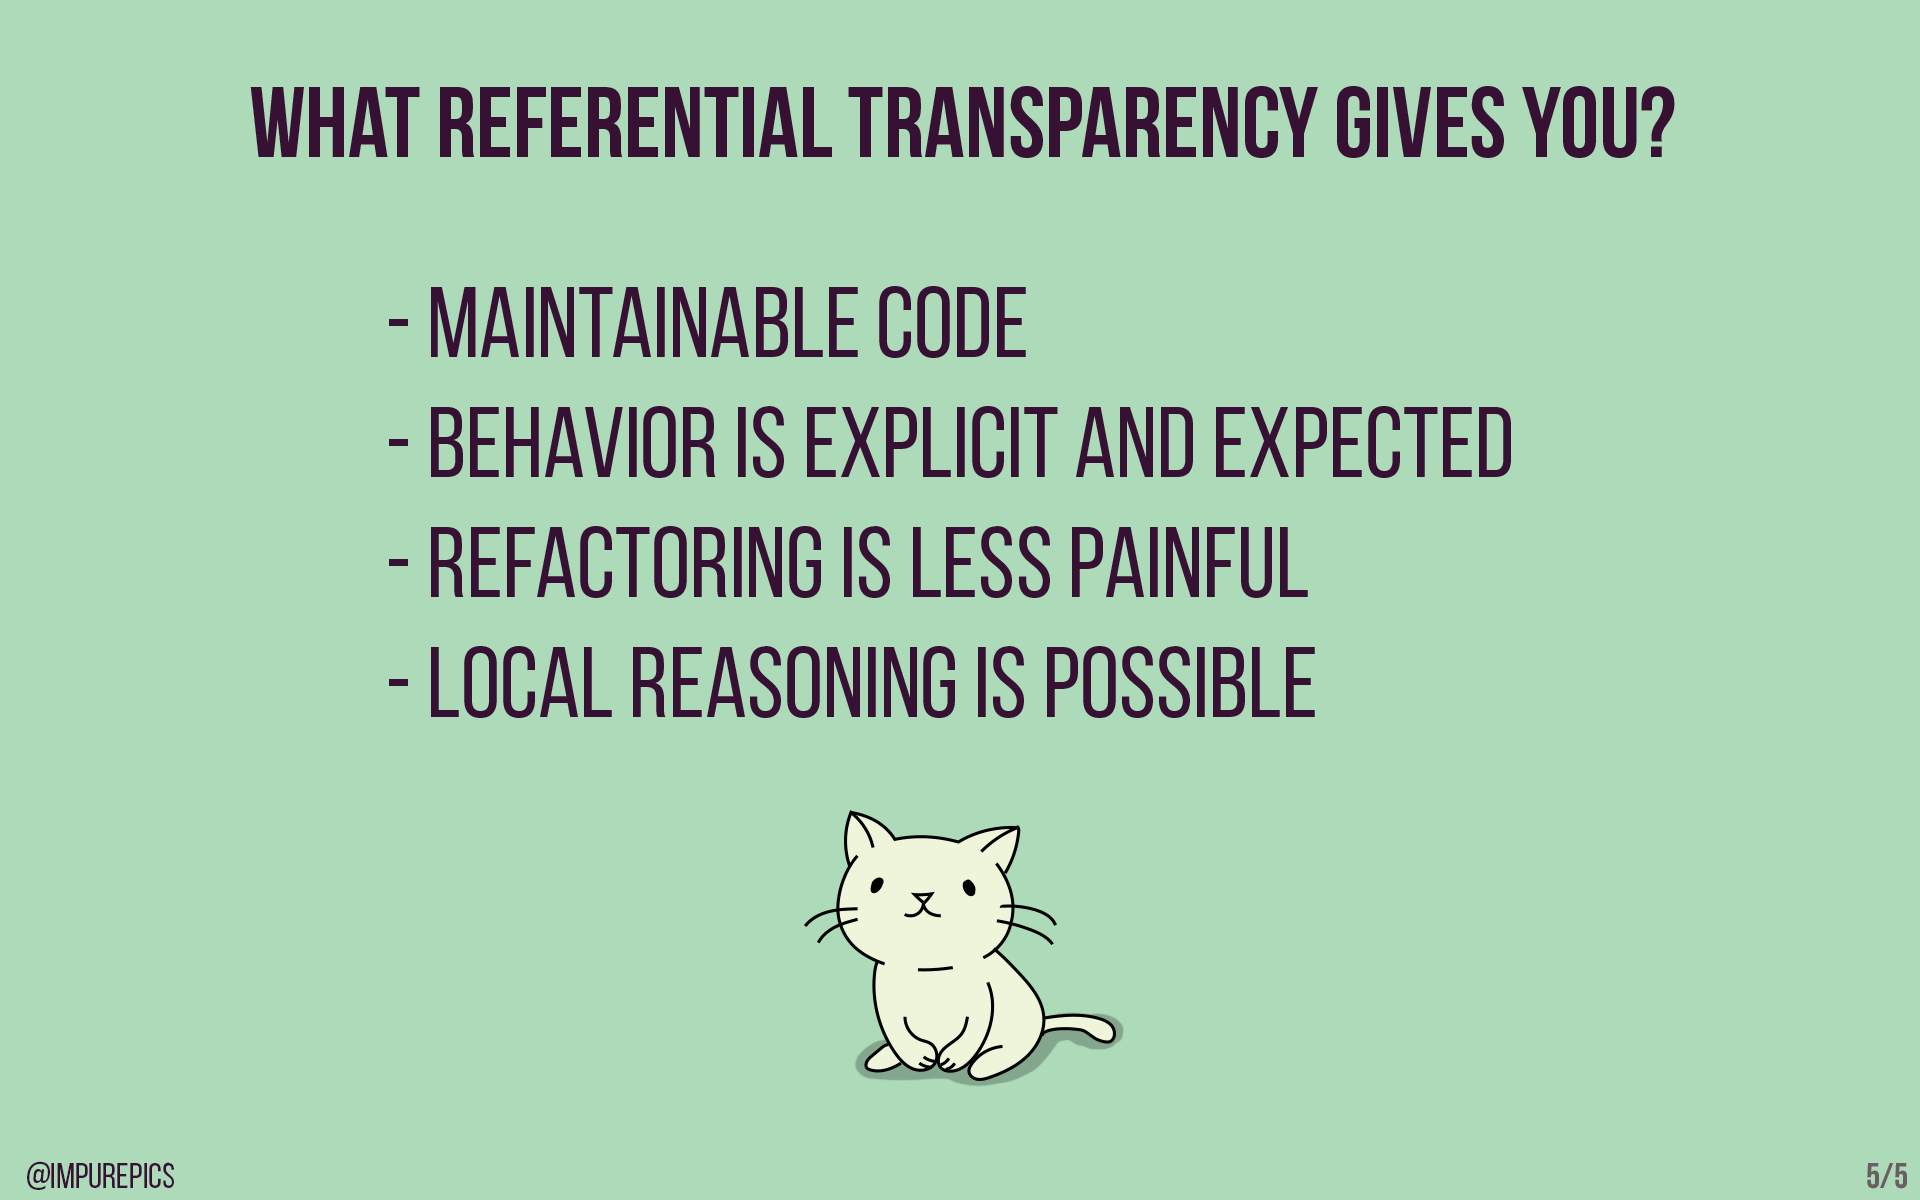 WHAT REFERENTIAL TRANSPARENCY GIVES YOU?
- MAINTAINABLE CODE
- BEHAVIOR IS EXPLICIT AND EXPECTED
- REFACTORING IS LESS PAINFUL
- LOCAL REASONING IS POSSIBLE
@IMPUREPICS
5/5